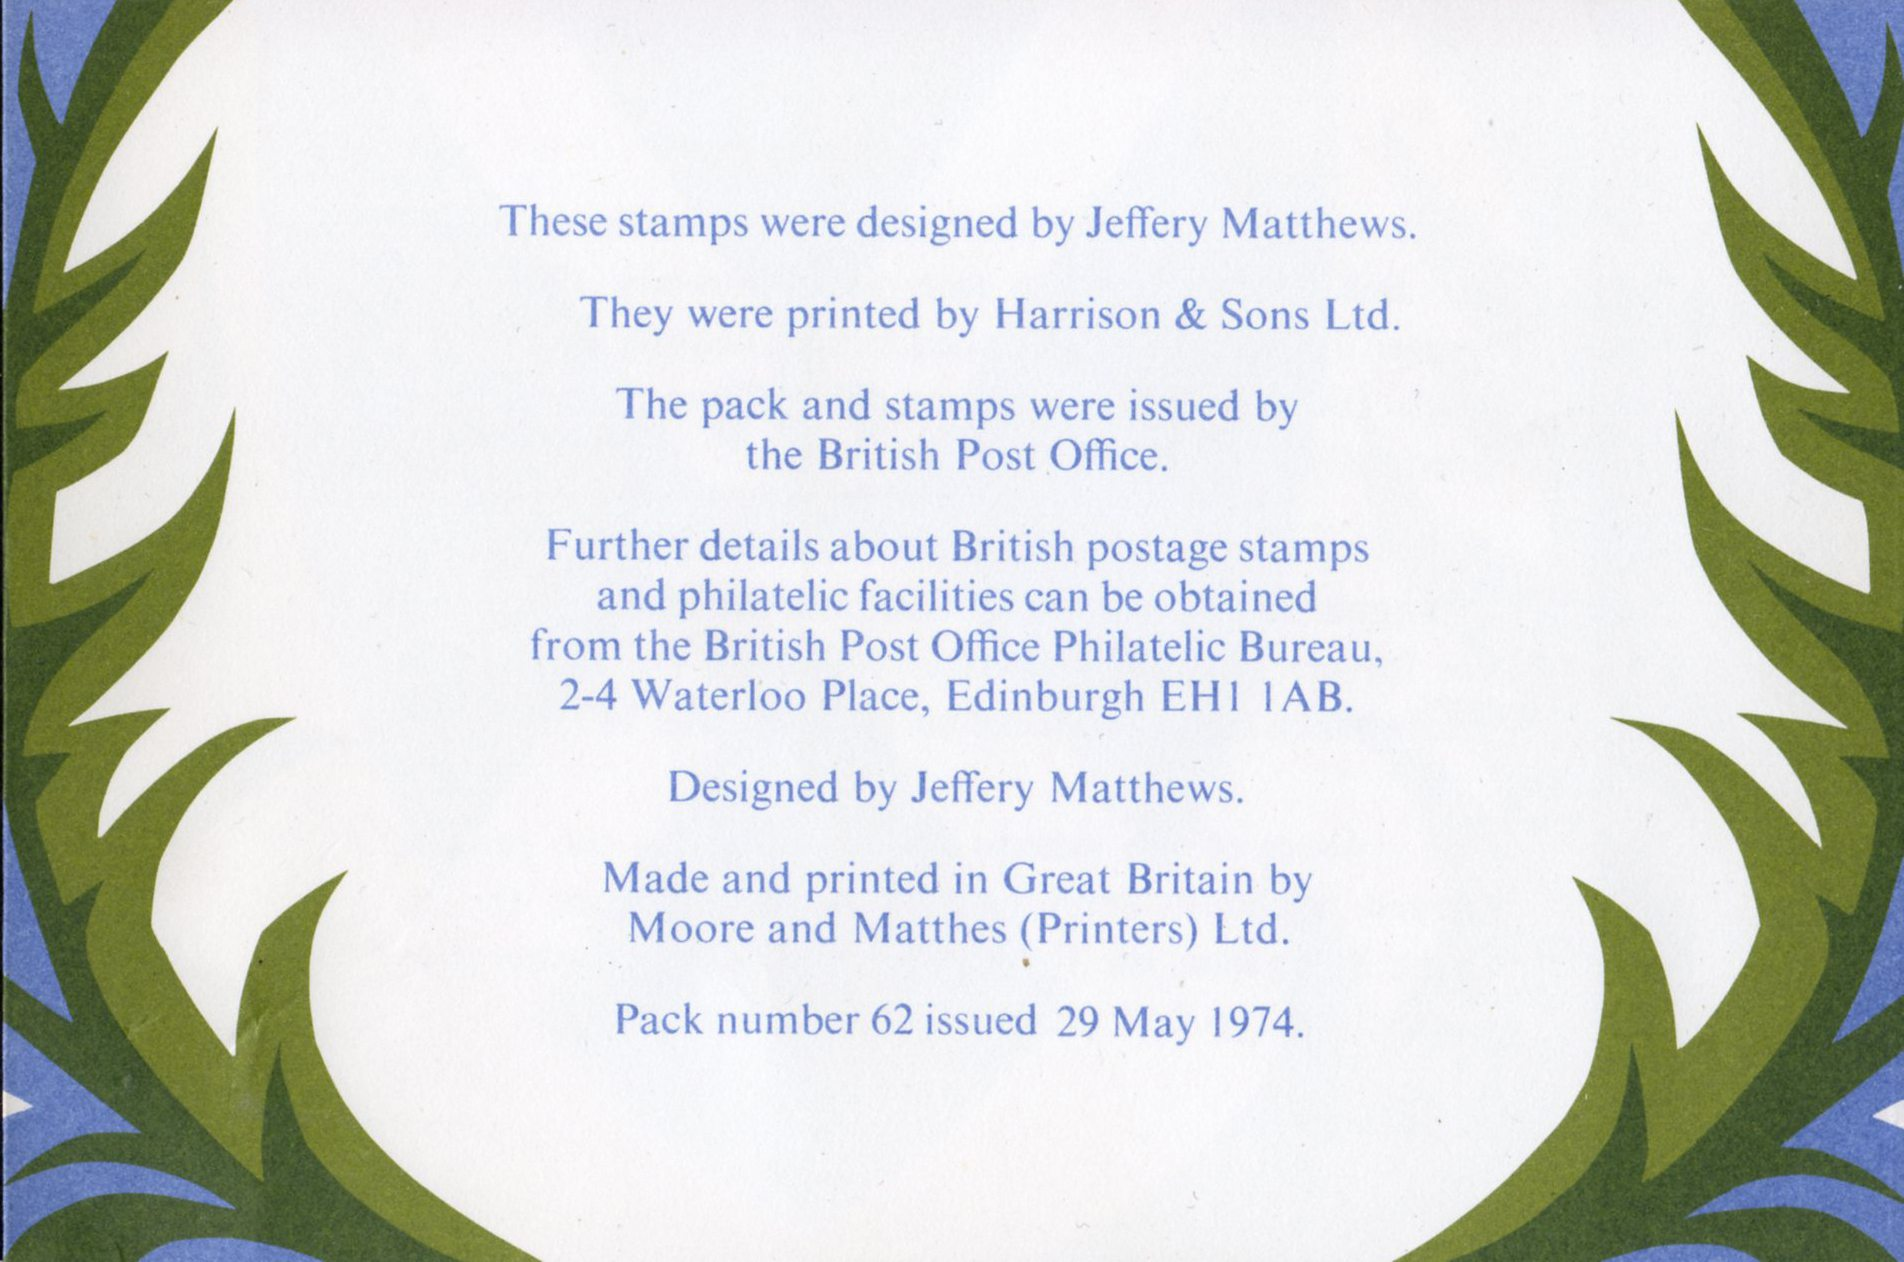 These stamps were designed by Jeffery Matthews.
They were printed by Harrison & Sons Ltd.
The pack and stamps were issued by
the British Post Office.
Further details about British postage stamps
and philatelic facilities can be obtained
from the British Post Office Philatelic Bureau,
2-4 Waterloo Place, Edinburgh EH1 1AB.
Designed by Jeffery Matthews.
Made and printed in Great Britain by
Moore and Matthes (Printers) Ltd.
Pack number 62 issued 29 May 1974.